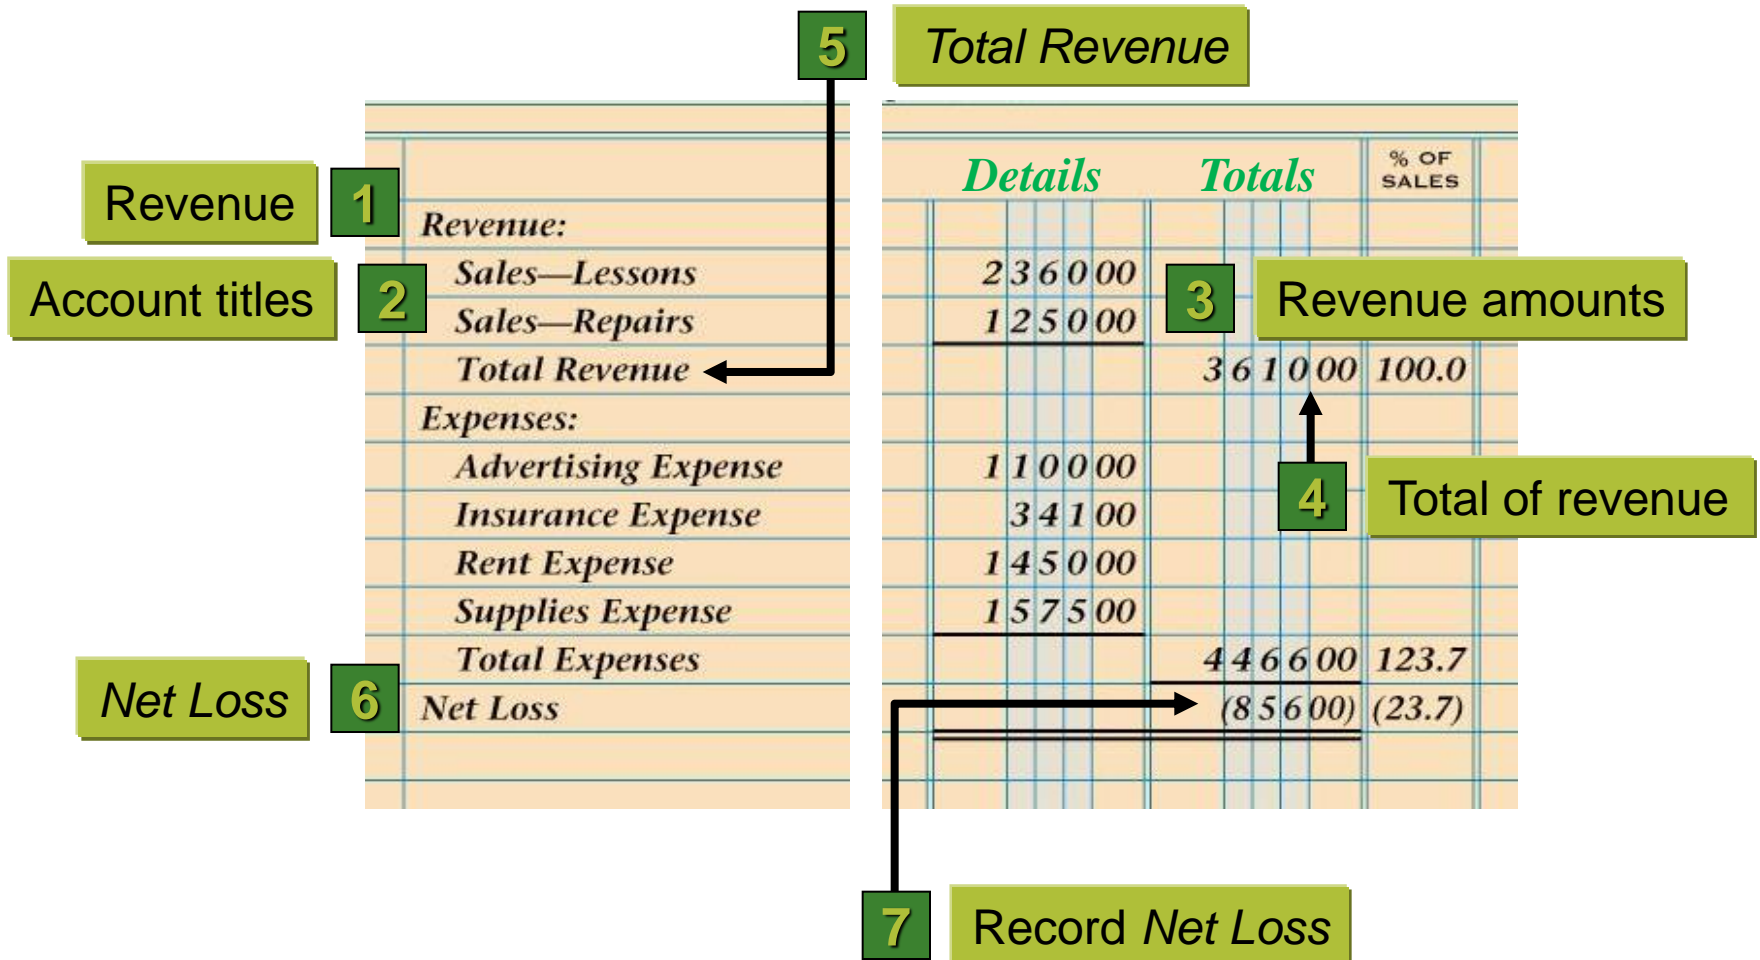 5 Total Revenue
Details Totals % OF SALES
Revenue 1
Revenue:
Account titles 2 Sales—Lessons 2 3 6 0 00 3 Revenue amounts
Sales—Repairs 1 2 5 0 00
Total Revenue 3 6 1 0 00 100.0
Expenses:
Advertising Expense 1 1 0 0 00
4 Total of revenue
Insurance Expense 3 4 1 00
Rent Expense 1 4 5 0 00
Supplies Expense 1 5 7 5 00
Total Expenses 4 4 6 6 00 123.7
Net Loss 6 Net Loss (8 5 6 00) (23.7)
7 Record Net Loss